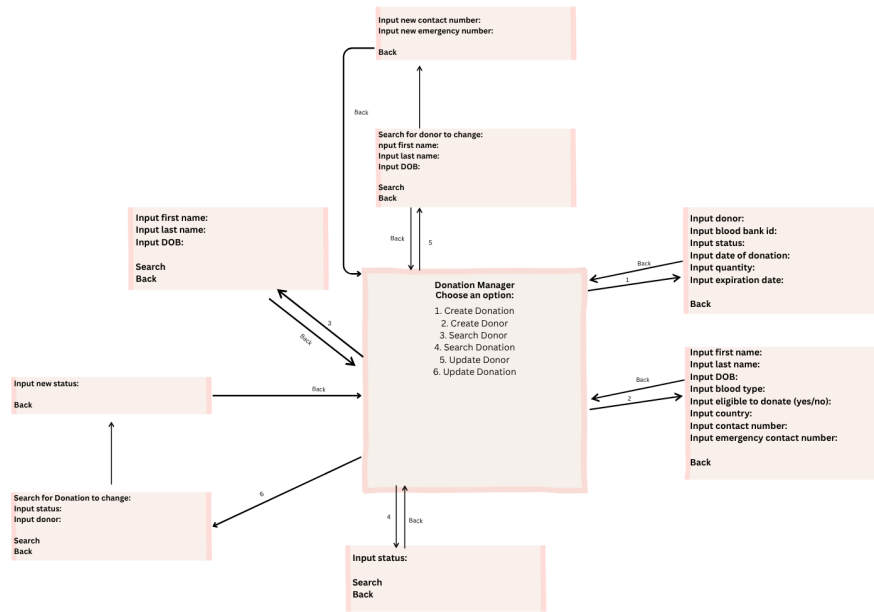 Input new contact number:
Input new emergency number:
Back
Back
Search for donor to change:
nput first name:
Input last name:
Input DOB:
Search
Back
Back
5
Input first name:
Input last name:
Input DOB:
Search
Back
3
Back
Donation Manager
Choose an option:
1. Create Donation
2. Create Donor
3. Search Donor
4. Search Donation
5. Update Donor
6. Update Donation
Input donor:
Input blood bank id:
Input status:
Input date of donation:
Input quantity:
Input expiration date:
Back
Back
1
Input first name:
Input last name:
Input DOB:
Input blood type:
Input eligible to donate (yes/no):
Input country:
Input contact number:
Input emergency contact number:
Back
Back
2
Input new status:
Back
Back
Search for Donation to change:
Input status:
Input donor:
Search
Back
6
4
Back
Input status:
Search
Back